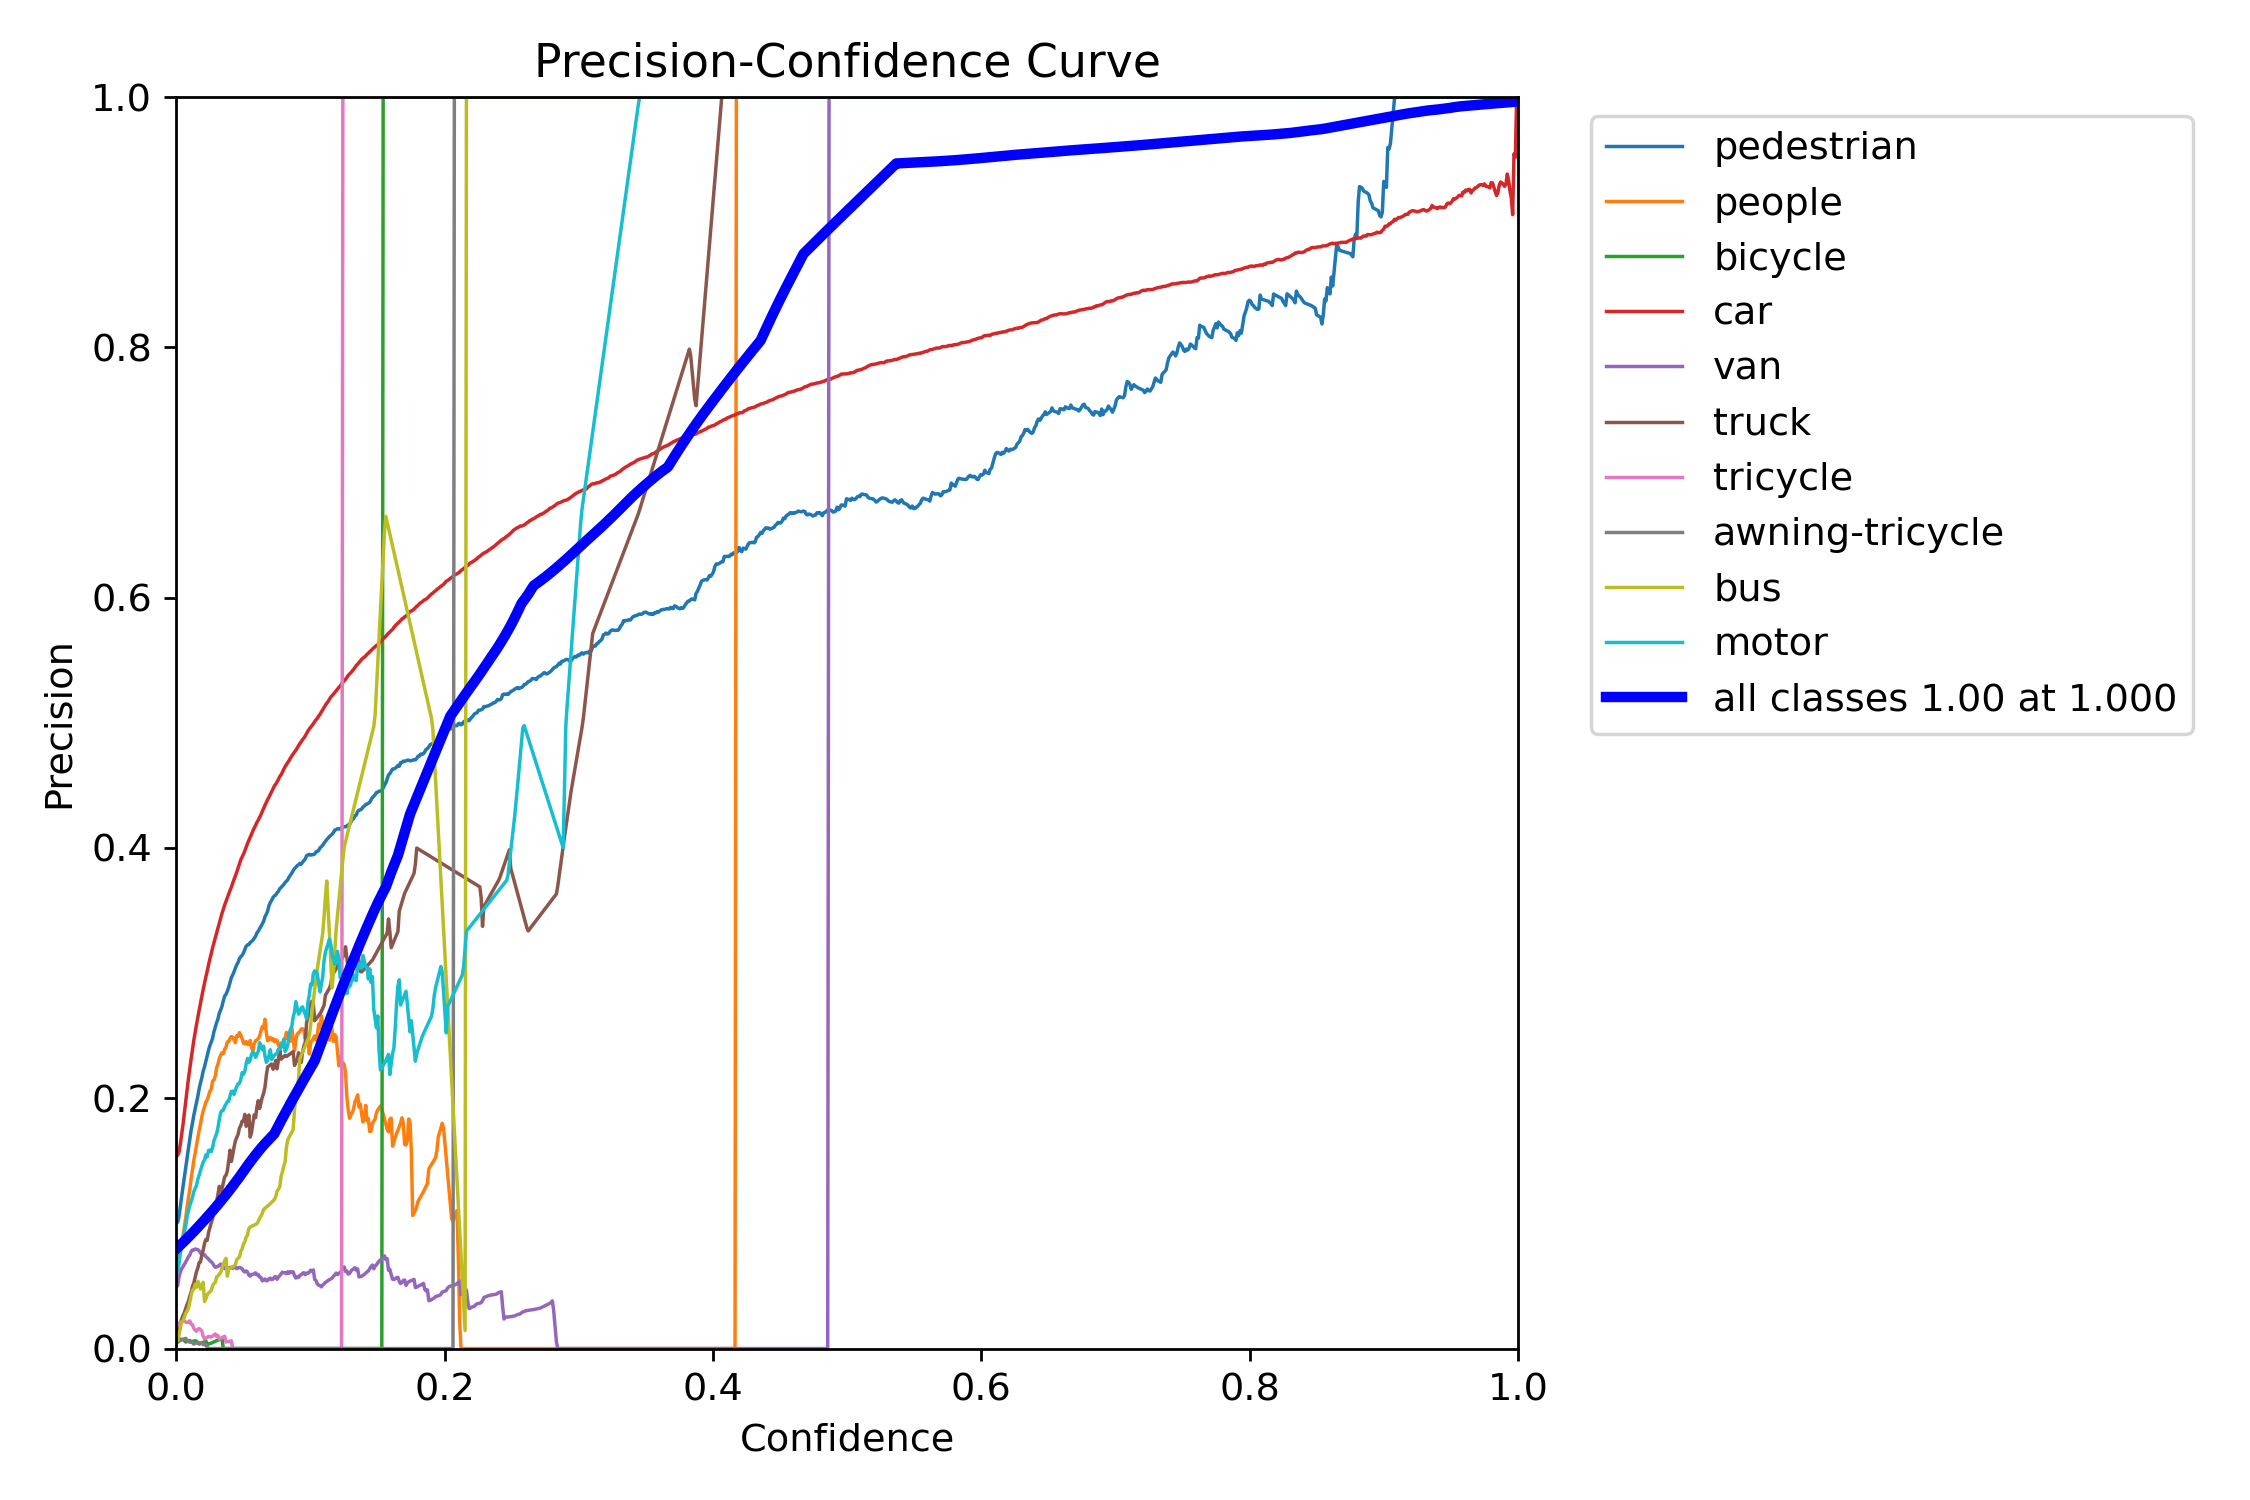 Precision-Confidence Curve
1.0
0.8
0.6
0.4
0.2
0.0
Precision
0.0 0.2 0.4 0.6 0.8 1.0
Confidence
pedestrian
people
bicycle
car
van
truck
tricycle
awning-tricycle
bus
motor
all classes 1.00 at 1.000